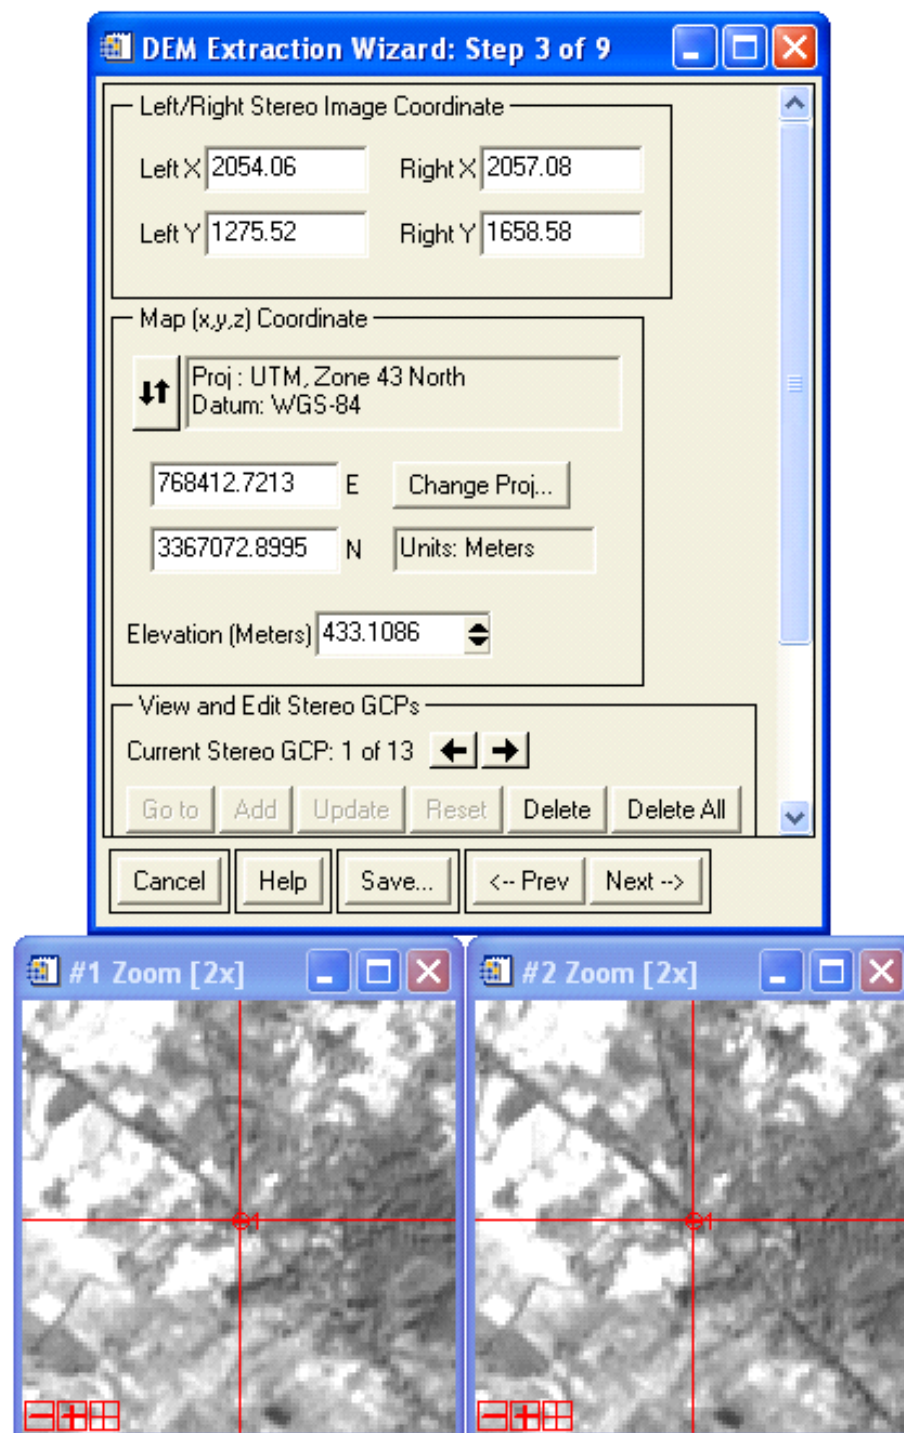 DEM Extraction Wizard: Step 3 of 9
Left/Right Stereo Image Coordinate
Left X 2054.06 Right X 2057.08
Left Y 1275.52 Right Y 1658.58
Map (x,y,z) Coordinate
Proj : UTM, Zone 43 North
Datum: WGS-84
768412.7213 E Change Proj...
3367072.8995 N Units: Meters
Elevation (Meters) 433.1086
View and Edit Stereo GCPs
Current Stereo GCP: 1 of 13
Go to Add Update Reset Delete Delete All
Cancel Help Save... <-- Prev Next -->
#1 Zoom [2x] #2 Zoom [2x]
1 1